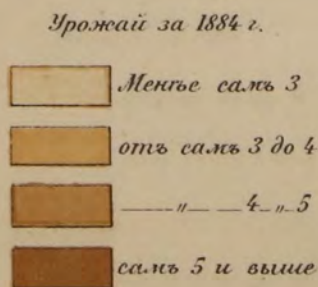 Урожай за 1884 г.
Менѣе самъ 3
отъ самъ 3 до 4
— „ — 4 „ 5
самъ 5 и выше